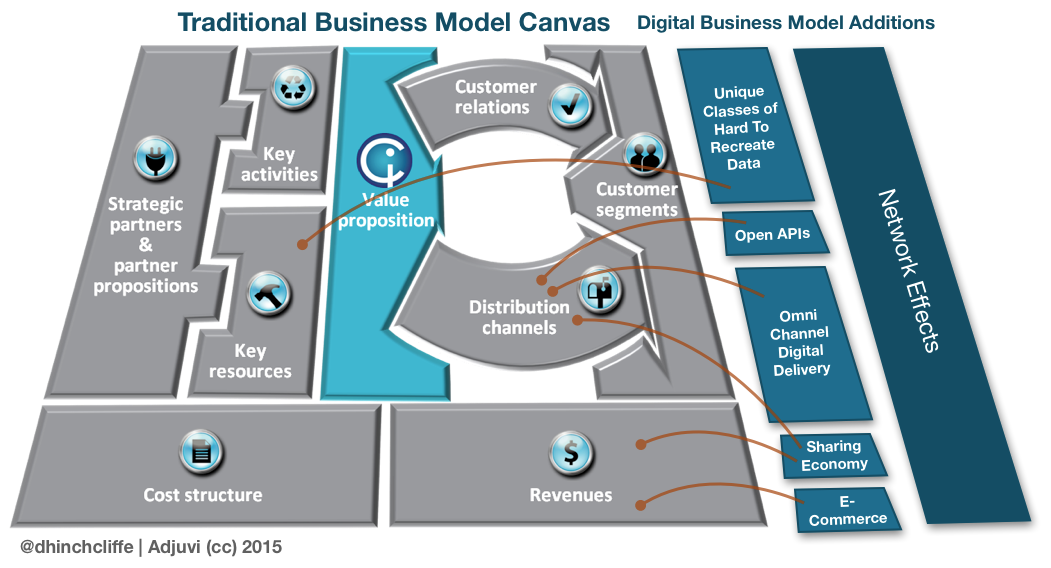 Traditional Business Model Canvas
Digital Business Model Additions
Strategic
partners
&
partner
propositions
Key
activities
Key
resources
Value
proposition
Customer
relations
Customer
segments
Distribution
channels
Cost structure
Revenues
Unique
Classes of
Hard To
Recreate
Data
Open APIs
Omni
Channel
Digital
Delivery
Sharing
Economy
E-
Commerce
Network Effects
@dhinchcliffe | Adjuvi (cc) 2015